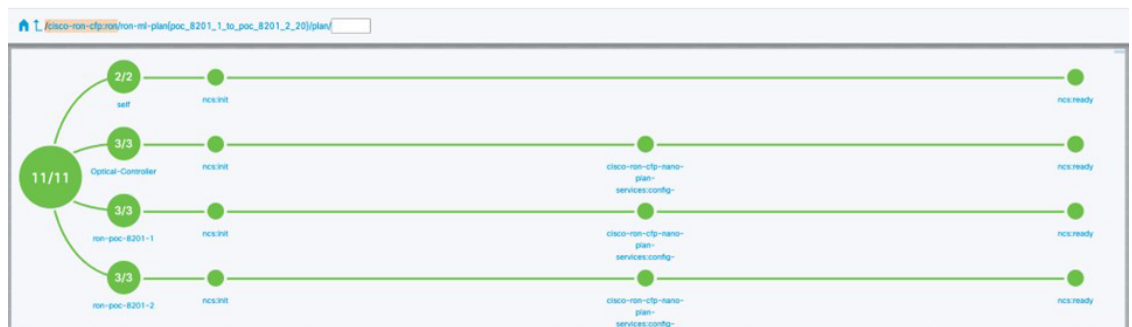 /cisco-ron-cfp:ron/ron-ml-plan{poc_8201_1_to_poc_8201_2_20}/plan/
2/2
self
ncs:init
ncs:ready
11/11
3/3
Optical-Controller
ncs:init
cisco-ron-cfp-nano-
plan-
services:config-
ncs:ready
3/3
ron-poc-8201-1
ncs:init
cisco-ron-cfp-nano-
plan-
services:config-
ncs:ready
3/3
ron-poc-8201-2
ncs:init
cisco-ron-cfp-nano-
plan-
services:config-
ncs:ready